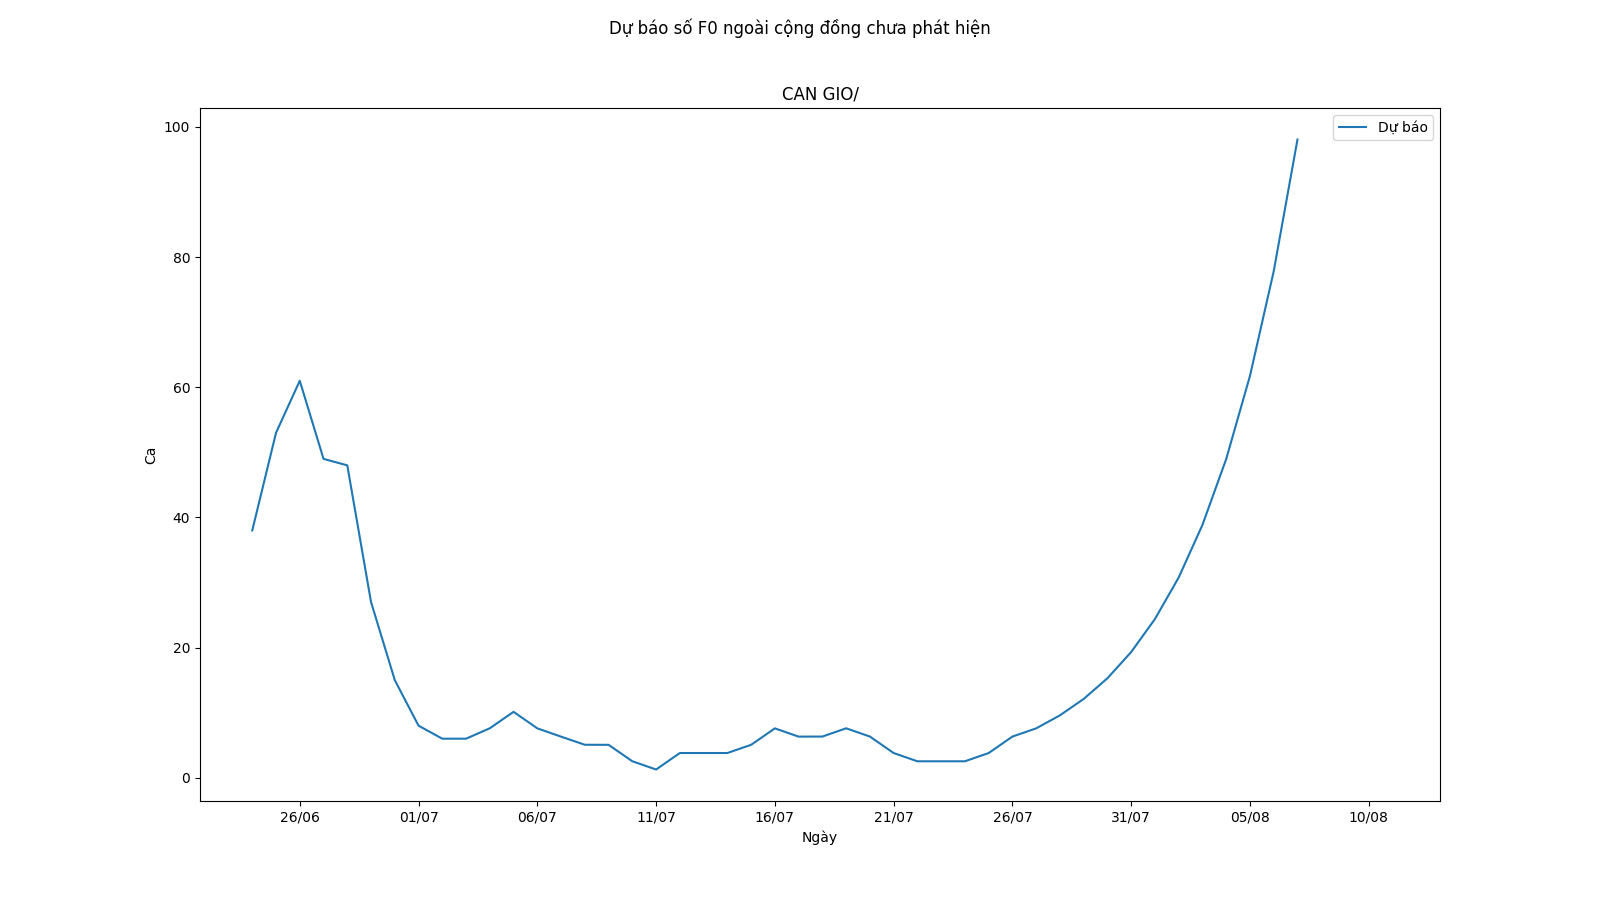 Dự báo số F0 ngoài cộng đồng chưa phát hiện
CAN GIO/
Dự báo
100
80
60
40
20
0
Ca
26/06 01/07 06/07 11/07 16/07 21/07 26/07 31/07 05/08 10/08
Ngày